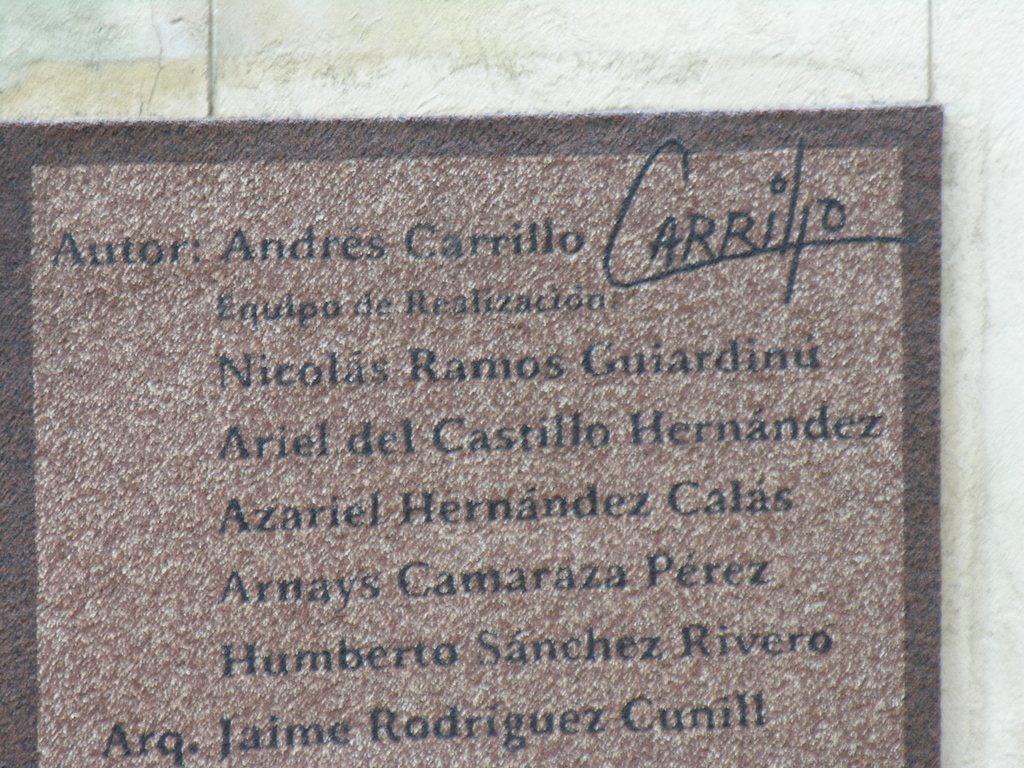 Autor: Andrés Carrillo CARRillO
Equipo de Realización:
Nicolás Ramos Guiardinú
Ariel del Castillo Hernández
Azariel Hernández Calás
Arnays Camaraza Pérez
Humberto Sánchez Rivero
Arq. Jaime Rodríguez Cunill